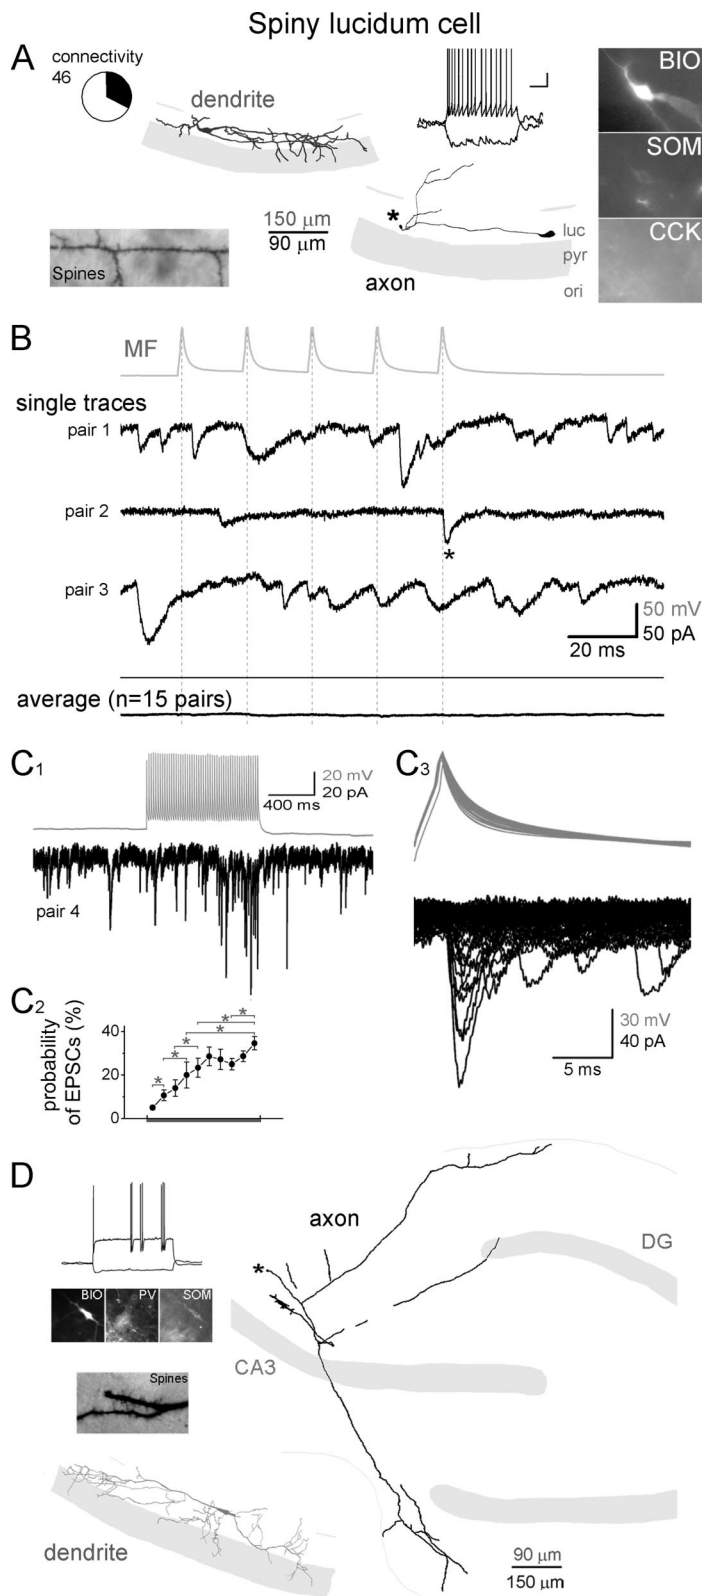 Spiny lucidum cell
A
connectivity
46
dendrite
BIO
SOM
CCK
150 µm
90 µm
*
luc
pyr
ori
Spines
axon
B
MF
single traces
pair 1
pair 2
*
pair 3
50 mV
50 pA
20 ms
average (n=15 pairs)
C1
20 mV
20 pA
400 ms
pair 4
C3
30 mV
40 pA
5 ms
C2
probability
of EPSCs (%)
40
20
0
*
*
*
*
*
*
D
axon
DG
*
BIO
PV
SOM
CA3
Spines
dendrite
90 µm
150 µm